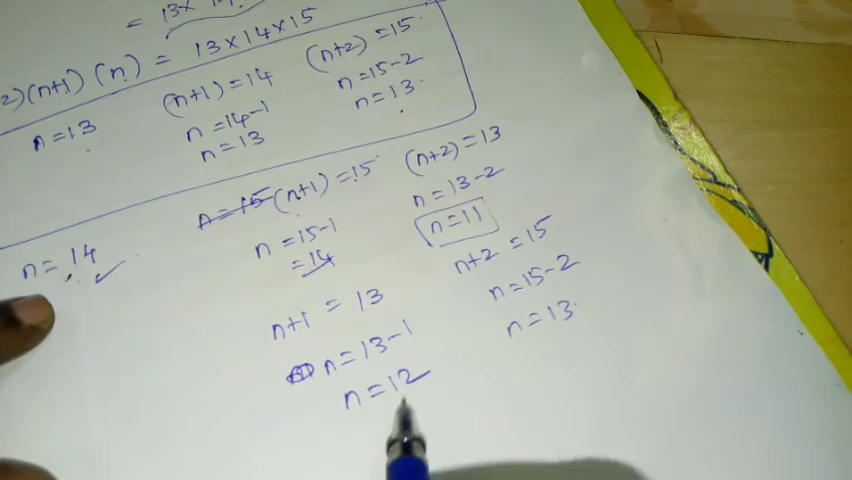 = 13×
2)(n+1)(n) = 13×14×15
n=13 (n+1)=14 (n+2)=15
n=14-1 n=15-2
n=13 n=13
n=14 n=15 (n+1)=15 (n+2)=13
n=15-1 n=13-2
=14 n=11
n+1 = 13 n+2 =15
n=13-1 n=15-2
n=12 n=13